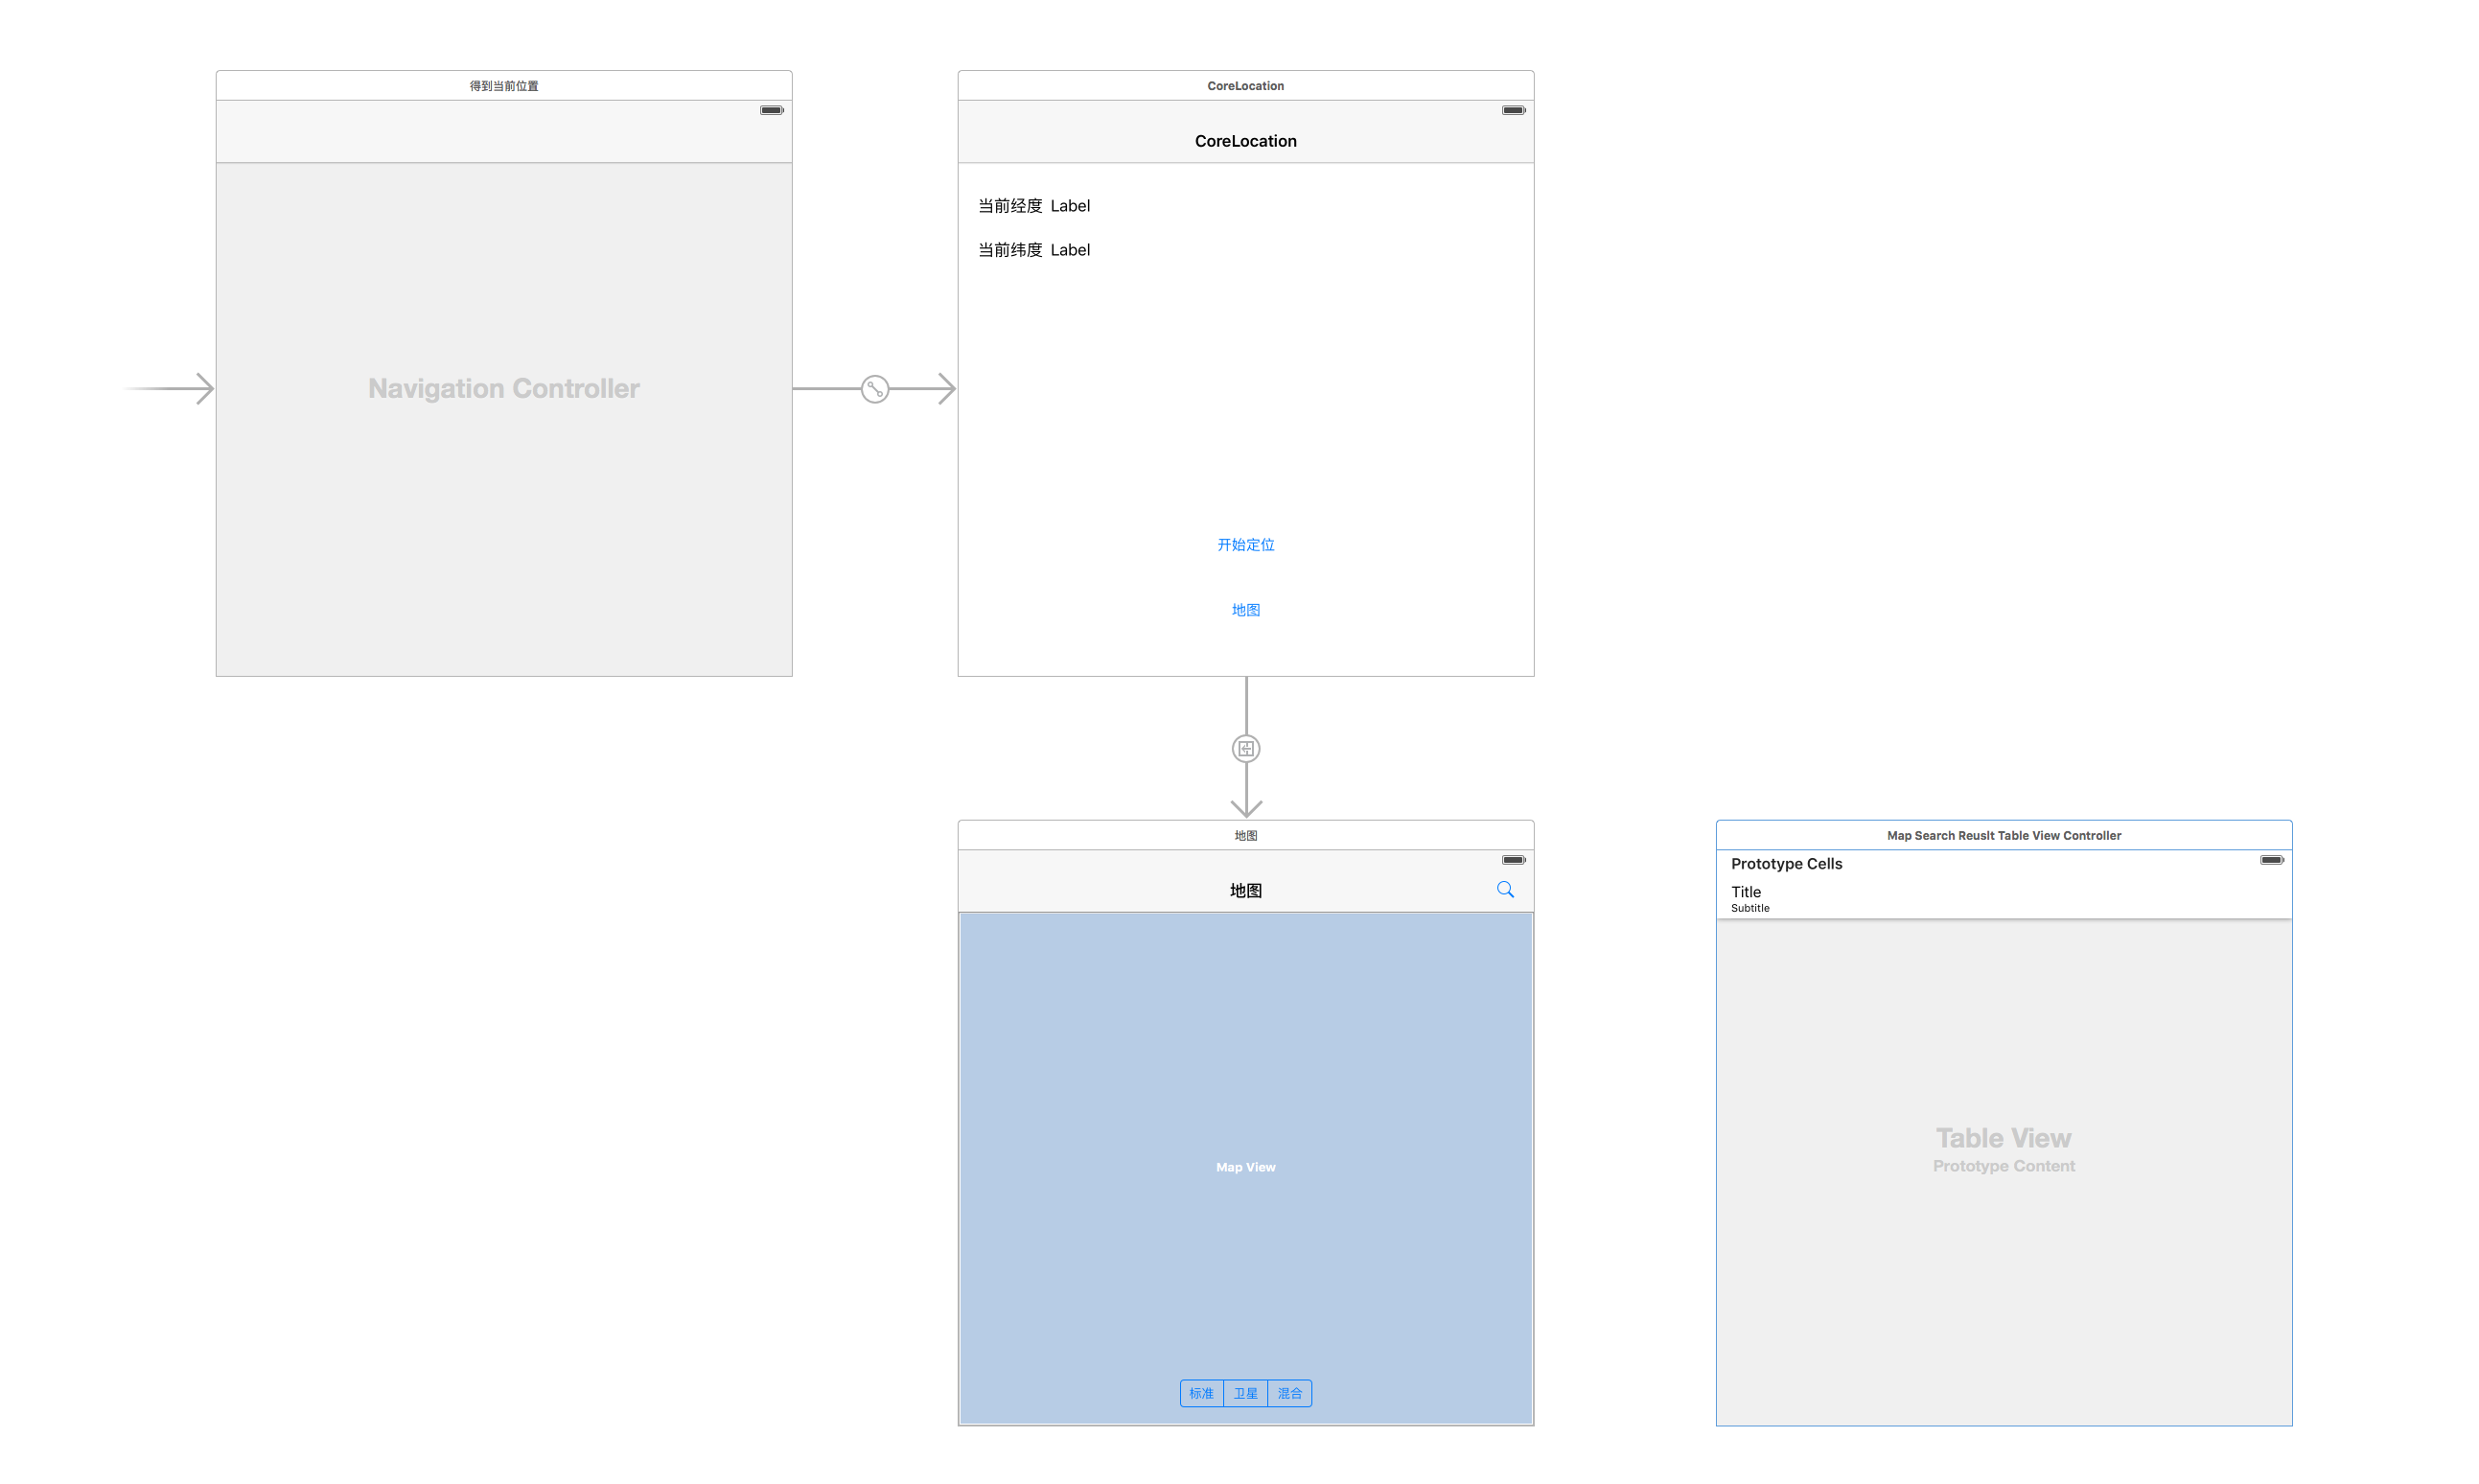 得到当前位置
Navigation Controller
CoreLocation
CoreLocation
当前经度 Label
当前纬度 Label
开始定位
地图
地图
地图
Map View
标准 卫星 混合
Map Search Reuslt Table View Controller
Prototype Cells
Title
Subtitle
Table View
Prototype Content